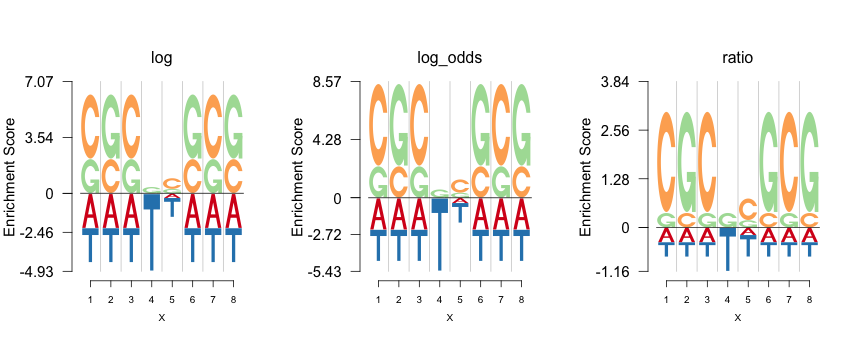 log
Enrichment Score
7.07
3.54
0
-2.46
-4.93
C G C G C G
G C G G C C G C
A A A A A A A
T T T T T T T T
1 2 3 4 5 6 7 8
X
log_odds
Enrichment Score
8.57
4.28
0
-2.72
-5.43
C G C G C G
G C G G C C G C
A A A A A A A
T T T T T T T T
1 2 3 4 5 6 7 8
X
ratio
Enrichment Score
3.84
2.56
1.28
0
-1.16
C G C G C G
G C G G C C G C
A A A A A A A
T T T T T T T T
1 2 3 4 5 6 7 8
X